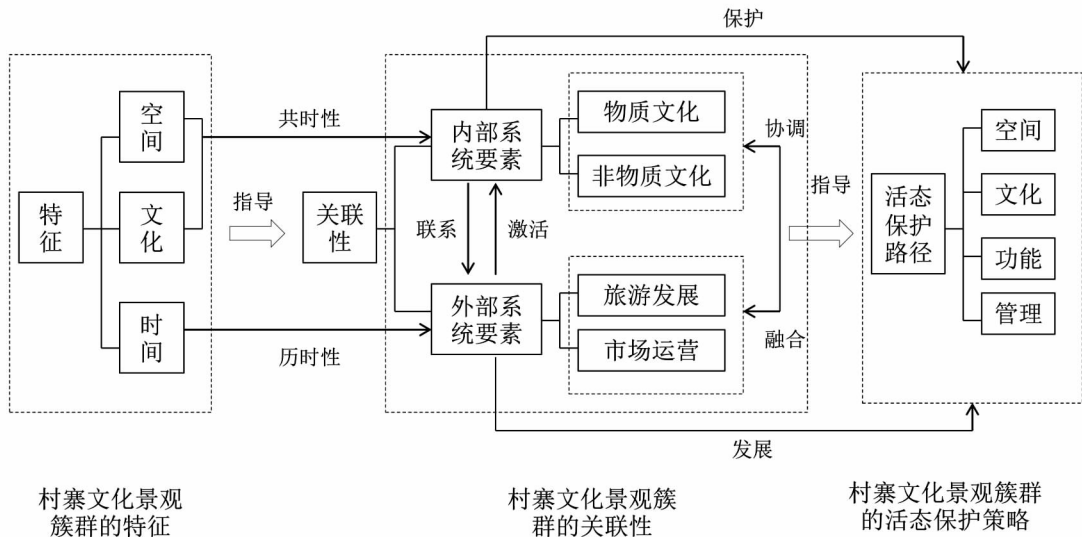 保护
空
间
共时性
内部系
统要素
物质文化
非物质文化
协调
空间
特
征
文
化
指导
关联
性
联系
激活
指导
活态
保护
路径
文化
功能
时
间
历时性
外部系
统要素
旅游发展
市场运营
融合
管理
发展
村寨文化景观
簇群的特征
村寨文化景观簇
群的关联性
村寨文化景观簇群
的活态保护策略